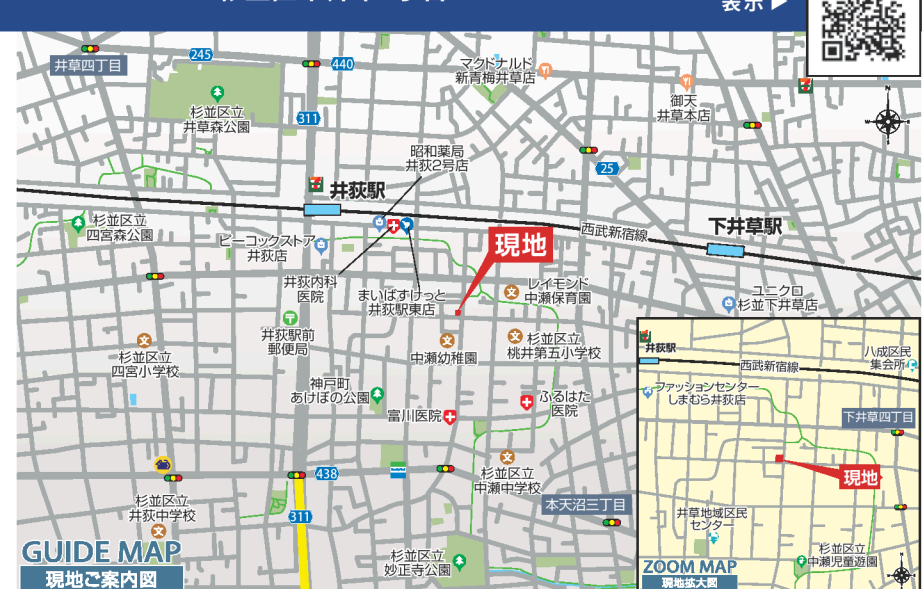 表示▶
井草四丁目
245
440
マクドナルド
新青梅井草店
杉並区立
井草森公園
御天
井草本店
311
昭和薬局
井荻2号店
25
井荻駅
下井草駅
西武新宿線
杉並区立
四宮森公園
ピーコックストア
井荻店
現地
井荻内科
医院
まいばすけっと
井荻駅東店
レイモンド
中瀬保育園
ユニクロ
杉並下井草店
井荻駅前
郵便局
杉並区立
四宮小学校
中瀬幼稚園
杉並区立
桃井第五小学校
神戸町
あけぼの公園
富川医院
ふるはた
医院
438
杉並区立
中瀬中学校
杉並区立
井荻中学校
311
本天沼三丁目
杉並区立
妙正寺公園
GUIDE MAP
現地ご案内図
井荻駅
西武新宿線
八成区民
集会所
ファッションセンター
しまむら井荻店
下井草四丁目
現地
井草地域区民
センター
杉並区立
中瀬児童遊園
ZOOM MAP
現地拡大図
N